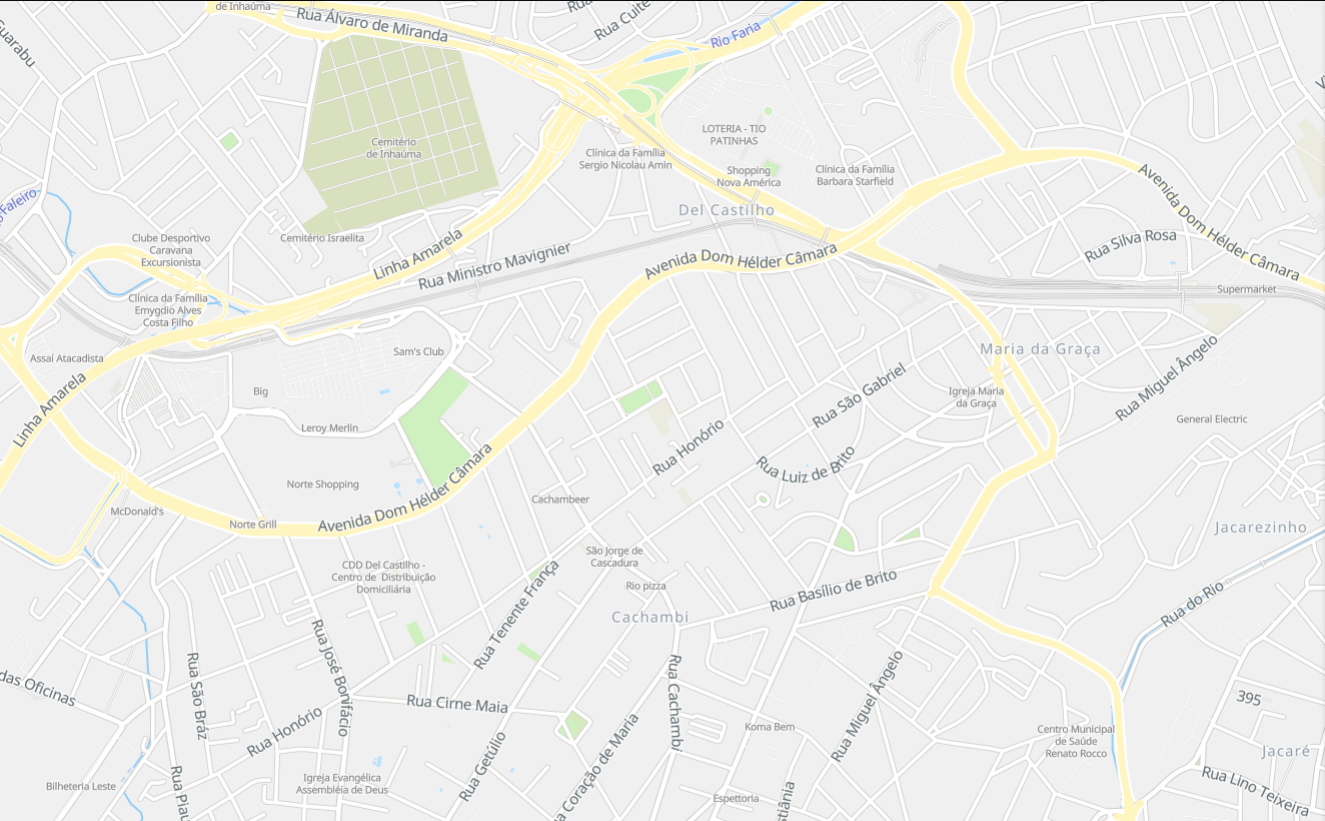 de Inhaúma
Rua Álvaro de Miranda
Rua Cuite
Rua
Rio Faria
Guarabu
LOTERIA - TIO
PATINHAS
Cemitério
de Inhaúma
Clínica da Família
Sergio Nicolau Amin
Shopping
Nova América
Clínica da Família
Barbara Starfield
Avenida Dom Hélder Câmara
Faleiro
Del Castilho
Clube Desportivo
Caravana
Excursionista
Cemitério Israelita
Linha Amarela
Rua Ministro Mavignier
Avenida Dom Hélder Câmara
Rua Silva Rosa
Supermarket
Clínica da Família
Emygdio Alves
Costa Filho
Assaí Atacadista
Sam's Club
Maria da Graça
Rua Miguel Ângelo
Big
Linha Amarela
Leroy Merlin
Rua São Gabriel
Igreja Maria
da Graça
General Electric
Rua Honório
Rua Luiz de Brito
Norte Shopping
McDonald's
Norte Grill
Avenida Dom Hélder Câmara
Cachambeer
Jacarezinho
CDD Del Castilho -
Centro de Distribuição
Domiciliária
São Jorge de
Cascadura
Rio pizza
Rua Tenente França
Rua Basílio de Brito
Cachambi
Rua do Rio
Rua José Bonifácio
das Oficinas
Rua São Bráz
Rua Cirne Maia
Rua Cachambi
Rua Miguel Ângelo
395
Rua Honório
Koma Bem
Centro Municipal
de Saúde
Renato Rocco
Jacaré
Rua Getúlio
Coração de Maria
Igreja Evangélica
Assembléia de Deus
Bilheteria Leste
Rua Piau
Espettoria
tiânia
Rua Lino Teixeira